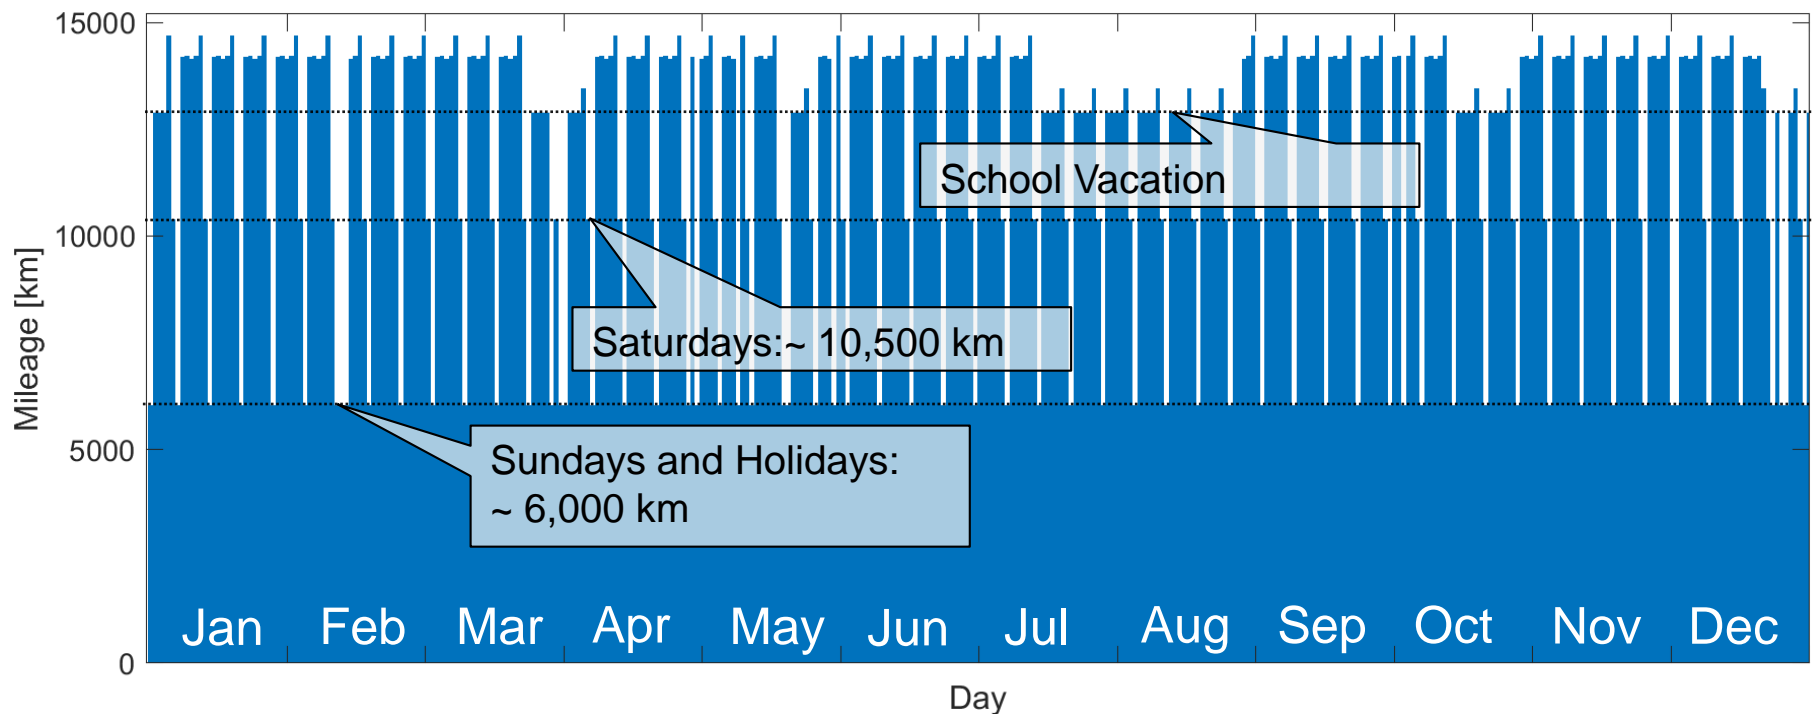 15000
10000
5000
0
Mileage [km]
School Vacation
Saturdays:~ 10,500 km
Sundays and Holidays:
~ 6,000 km
Jan Feb Mar Apr May Jun Jul Aug Sep Oct Nov Dec
Day